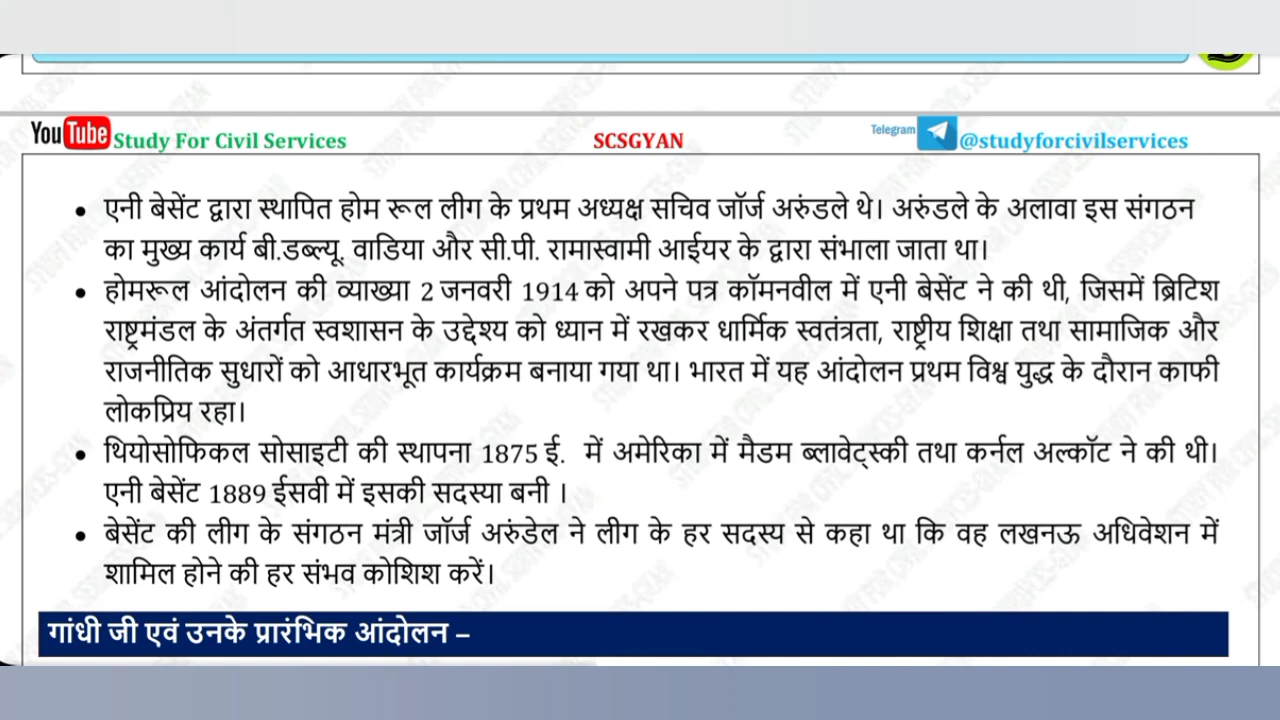 YouTube Study For Civil Services SCSGYAN Telegram @studyforcivilservices
• एनी बेसेंट द्वारा स्थापित होम रूल लीग के प्रथम अध्यक्ष सचिव जॉर्ज अरुंडले थे। अरुंडले के अलावा इस संगठन
का मुख्य कार्य बी.डब्ल्यू. वाडिया और सी.पी. रामास्वामी आईयर के द्वारा संभाला जाता था।
• होमरूल आंदोलन की व्याख्या 2 जनवरी 1914 को अपने पत्र कॉमनवील में एनी बेसेंट ने की थी, जिसमें ब्रिटिश
राष्ट्रमंडल के अंतर्गत स्वशासन के उद्देश्य को ध्यान में रखकर धार्मिक स्वतंत्रता, राष्ट्रीय शिक्षा तथा सामाजिक और
राजनीतिक सुधारों को आधारभूत कार्यक्रम बनाया गया था। भारत में यह आंदोलन प्रथम विश्व युद्ध के दौरान काफी
लोकप्रिय रहा।
• थियोसोफिकल सोसाइटी की स्थापना 1875 ई. में अमेरिका में मैडम ब्लावेट्स्की तथा कर्नल अल्कॉट ने की थी।
एनी बेसेंट 1889 ईसवी में इसकी सदस्या बनी ।
• बेसेंट की लीग के संगठन मंत्री जॉर्ज अरुंडेल ने लीग के हर सदस्य से कहा था कि वह लखनऊ अधिवेशन में
शामिल होने की हर संभव कोशिश करें।
गांधी जी एवं उनके प्रारंभिक आंदोलन –